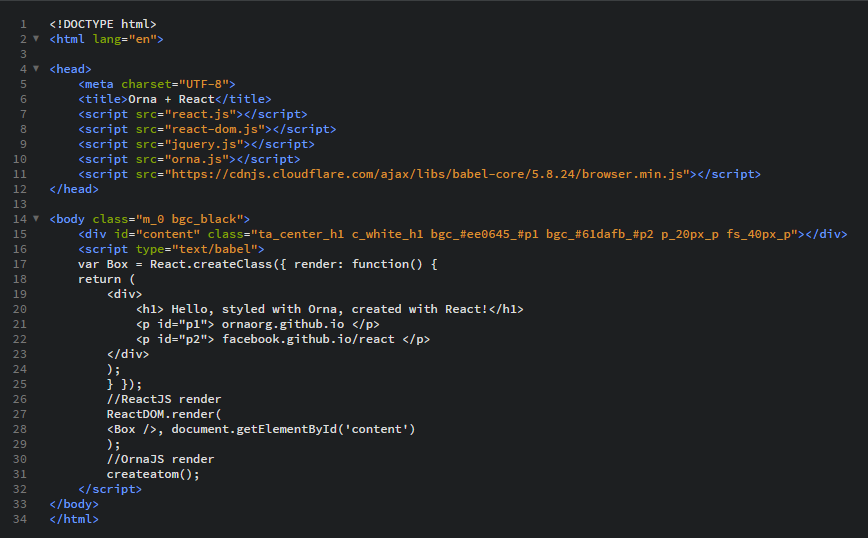 1 <!DOCTYPE html>
2 <html lang="en">
3
4 <head>
5 <meta charset="UTF-8">
6 <title>Orna + React</title>
7 <script src="react.js"></script>
8 <script src="react-dom.js"></script>
9 <script src="jquery.js"></script>
10 <script src="orna.js"></script>
11 <script src="https://cdnjs.cloudflare.com/ajax/libs/babel-core/5.8.24/browser.min.js"></script>
12 </head>
13
14 <body class="m_0 bgc_black">
15 <div id="content" class="ta_center_h1 c_white_h1 bgc_#ee0645_#p1 bgc_#61dafb_#p2 p_20px_p fs_40px_p"></div>
16 <script type="text/babel">
17 var Box = React.createClass({ render: function() {
18 return (
19 <div>
20 <h1> Hello, styled with Orna, created with React!</h1>
21 <p id="p1"> ornaorg.github.io </p>
22 <p id="p2"> facebook.github.io/react </p>
23 </div>
24 );
25 } });
26 //ReactJS render
27 ReactDOM.render(
28 <Box />, document.getElementById('content')
29 );
30 //OrnaJS render
31 createatom();
32 </script>
33 </body>
34 </html>